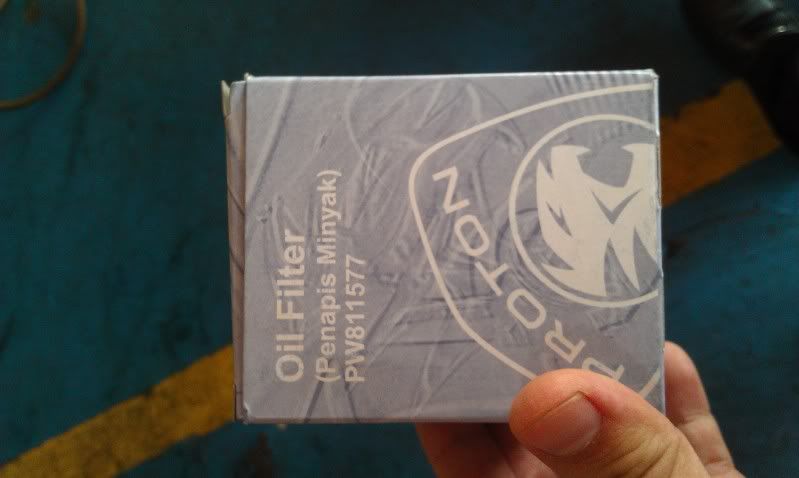 PROTON
Oil Filter
(Penapis Minyak)
PW811577